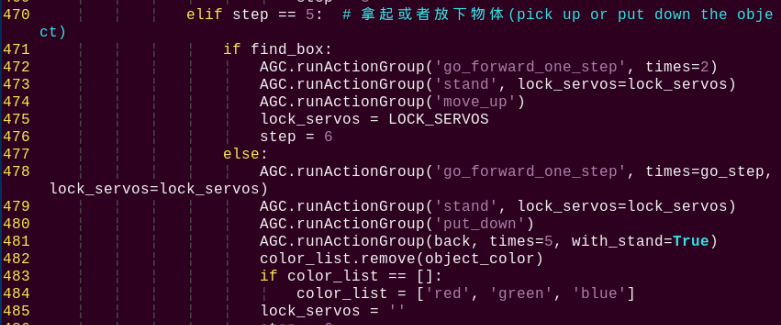 470 elif step == 5:  # 拿起或者放下物体(pick up or put down the obje
ct)
471 if find_box:
472 AGC.runActionGroup('go_forward_one_step', times=2)
473 AGC.runActionGroup('stand', lock_servos=lock_servos)
474 AGC.runActionGroup('move_up')
475 lock_servos = LOCK_SERVOS
476 step = 6
477 else:
478 AGC.runActionGroup('go_forward_one_step', times=go_step,
lock_servos=lock_servos)
479 AGC.runActionGroup('stand', lock_servos=lock_servos)
480 AGC.runActionGroup('put_down')
481 AGC.runActionGroup(back, times=5, with_stand=True)
482 color_list.remove(object_color)
483 if color_list == []:
484 color_list = ['red', 'green', 'blue']
485 lock_servos = ''